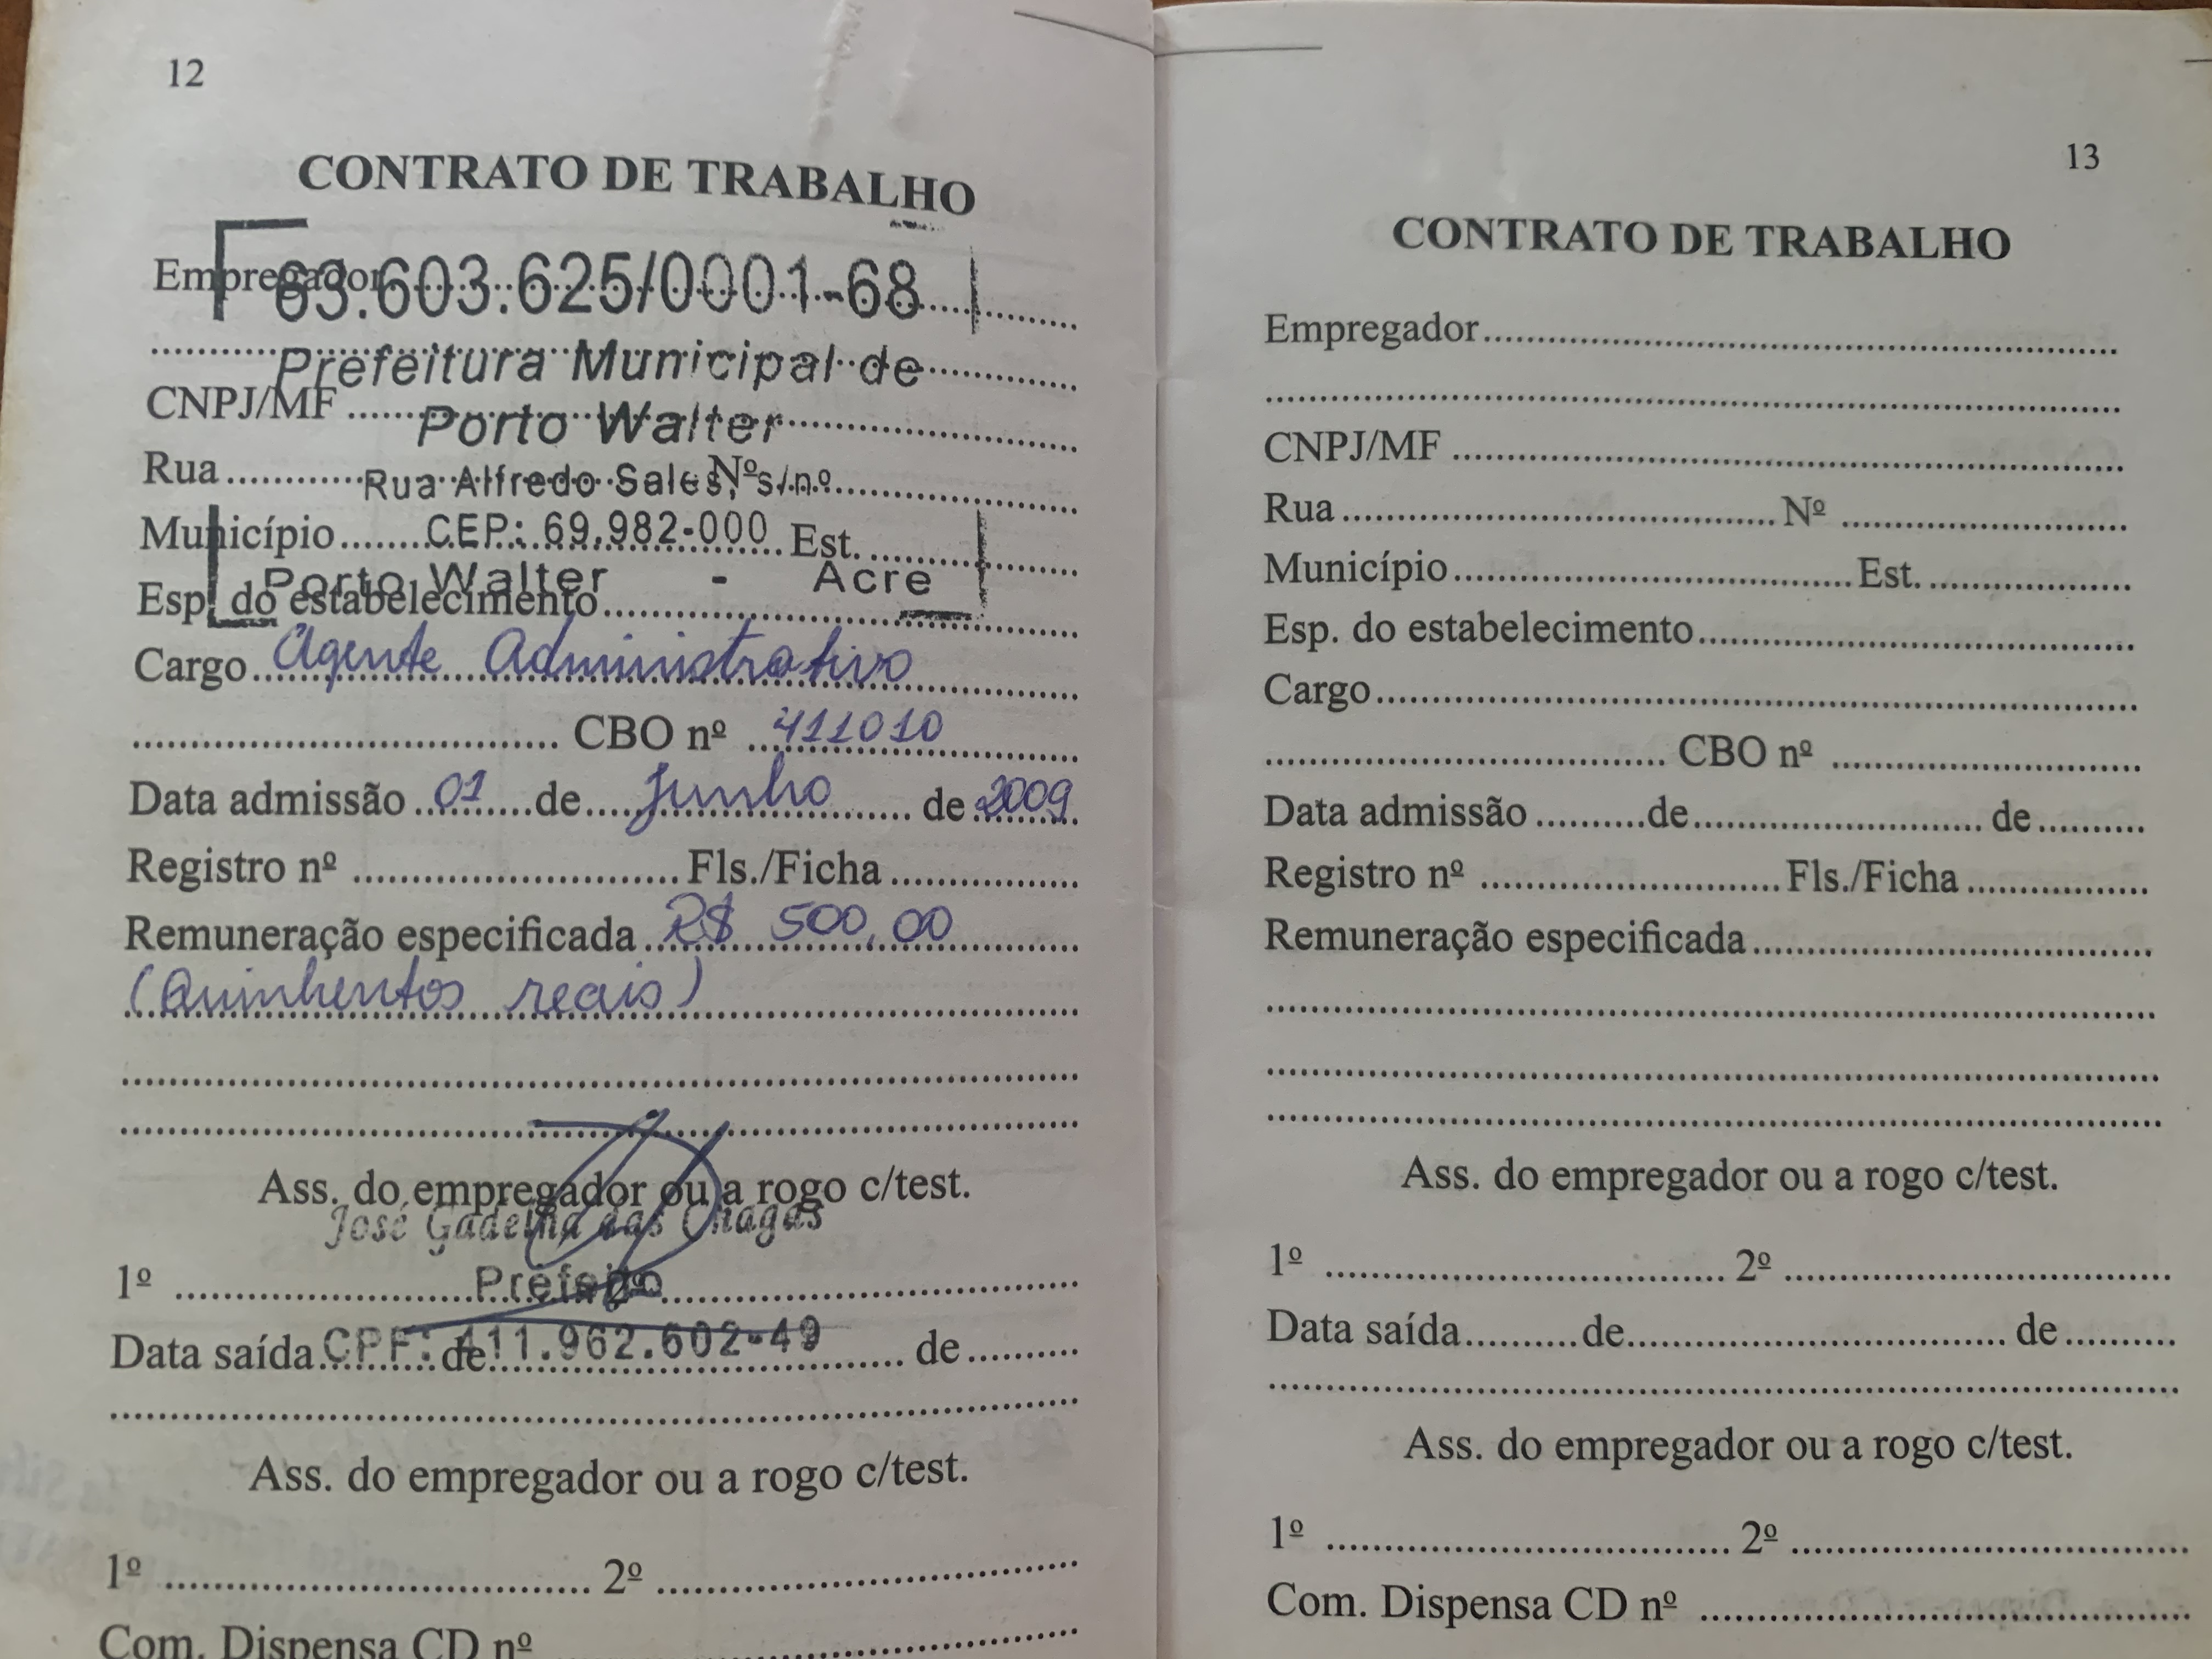 12
CONTRATO DE TRABALHO
Empregador
63.603.625/0001-68
Prefeitura Municipal de
CNPJ/MF
Porto Walter
Rua Rua Alfredo Sales, Nº s/nº
Município CEP: 69.982-000 Est.
Porto Walter - Acre
Esp. do estabelecimento
Cargo Agente Administrativo
CBO nº 411010
Data admissão 01 de Junho de 2009
Registro nº Fls./Ficha
Remuneração especificada R$ 500,00
(Quinhentos reais)
Ass. do empregador ou a rogo c/test.
José Gadelha das Chagas
1º Prefeito 2º
Data saída de de
CPF: 411.962.602-49
Ass. do empregador ou a rogo c/test.
1º 2º
Com. Dispensa CD nº
13
CONTRATO DE TRABALHO
Empregador
CNPJ/MF
Rua Nº
Município Est.
Esp. do estabelecimento
Cargo
CBO nº
Data admissão de de
Registro nº Fls./Ficha
Remuneração especificada
Ass. do empregador ou a rogo c/test.
1º 2º
Data saída de de
Ass. do empregador ou a rogo c/test.
1º 2º
Com. Dispensa CD nº